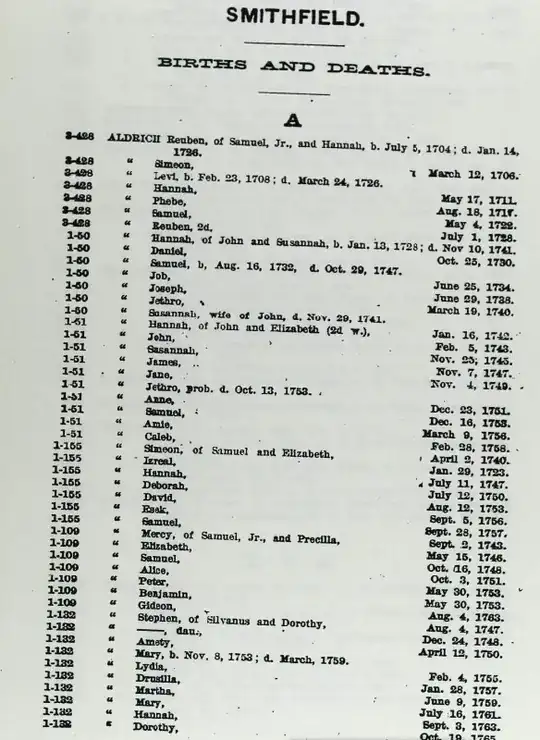 SMITHFIELD.
BIRTHS AND DEATHS.
A
3-428 ALDRICH Reuben, of Samuel, Jr., and Hannah, b. July 5, 1704; d. Jan. 14,
1726.
3-428 " Simeon, March 12, 1706.
3-428 " Levi, b. Feb. 23, 1708; d. March 24, 1726.
3-428 " Hannah, May 17, 1711.
3-428 " Phebe, Aug. 18, 1717.
3-428 " Samuel, May 4, 1722.
3-428 " Reuben, 2d, July 1, 1728.
1-50 " Hannah, of John and Susannah, b. Jan. 13, 1728; d. Nov 10, 1741.
1-50 " Daniel, Oct. 25, 1730.
1-50 " Samuel, b, Aug. 16, 1732, d. Oct. 29, 1747.
1-50 " Job, June 25, 1734.
1-50 " Joseph, June 29, 1738.
1-50 " Jethro, March 19, 1740.
1-50 " Susannah, wife of John, d. Nov. 29, 1741.
1-51 " Hannah, of John and Elizabeth (2d w.), Jan. 16, 1742.
1-51 " John, Feb. 5, 1743.
1-51 " Susannah, Nov. 25, 1745.
1-51 " James, Nov. 7, 1747.
1-51 " Jane, Nov. 4, 1749.
1-51 " Jethro, prob. d. Oct. 13, 1753.
1-51 " Anne, Dec. 23, 1751.
1-51 " Samuel, Dec. 16, 1753.
1-51 " Amie, March 9, 1756.
1-51 " Caleb, Feb. 28, 1758.
1-155 " Simeon, of Samuel and Elizabeth, April 2, 1740.
1-155 " Izreal, Jan. 29, 1723.
1-155 " Hannah, July 11, 1747.
1-155 " Deborah, July 12, 1750.
1-155 " David, Aug. 12, 1753.
1-155 " Esek, Sept. 5, 1756.
1-155 " Samuel, Sept. 28, 1757.
1-109 " Mercy, of Samuel, Jr., and Precilla, Sept. 2, 1743.
1-109 " Elizabeth, May 15, 1746.
1-109 " Samuel, Oct. 16, 1748.
1-109 " Alice, Oct. 3, 1751.
1-109 " Peter, May 30, 1753.
1-109 " Benjamin, May 30, 1753.
1-109 " Gideon, Aug. 4, 1763.
1-132 " Stephen, of Silvanus and Dorothy, Aug. 4, 1747.
1-132 " ——, dau., Dec. 24, 1748.
1-132 " Amety, April 12, 1750.
1-132 " Mary, b. Nov. 8, 1753; d. March, 1759.
1-132 " Lydia, Feb. 4, 1755.
1-132 " Drusilla, Jan. 28, 1757.
1-132 " Martha, June 9, 1759.
1-132 " Mary, July 16, 1761.
1-132 " Hannah, Sept. 3, 1763.
1-132 " Dorothy, Oct. 19, 1765.